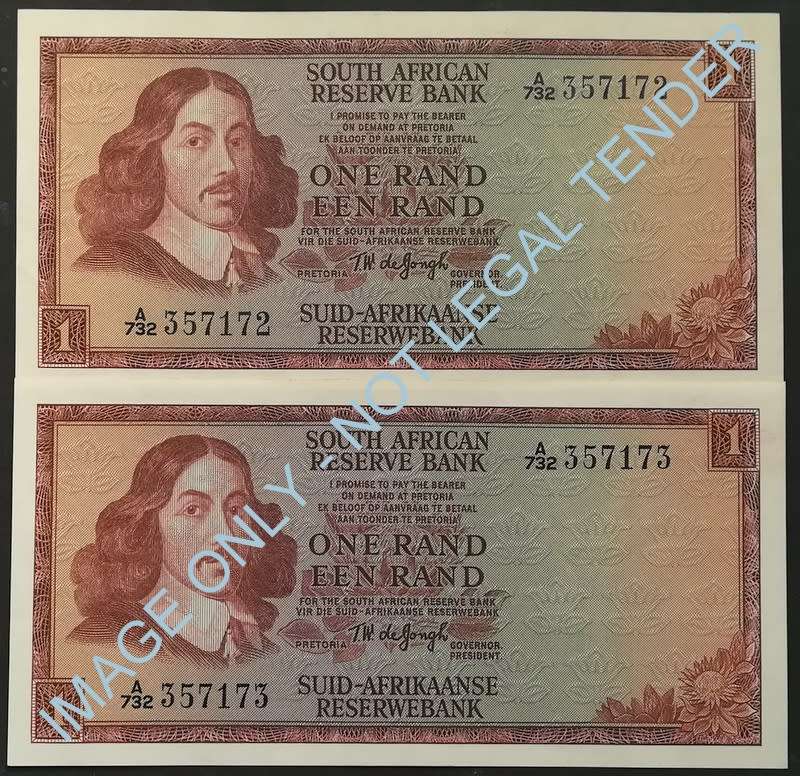 SOUTH AFRICAN
RESERVE BANK
A/732 357172
I PROMISE TO PAY THE BEARER
ON DEMAND AT PRETORIA
EK BELOOF OP AANVRAAG TE BETAAL
AAN TOONDER TE PRETORIA
ONE RAND
EEN RAND
FOR THE SOUTH AFRICAN RESERVE BANK
VIR DIE SUID-AFRIKAANSE RESERWEBANK
T.W. de Jongh
PRETORIA GOVERNOR.
PRESIDENT.
1 A/732 357172
SUID-AFRIKAANSE
RESERWEBANK
SOUTH AFRICAN
RESERVE BANK
A/732 357173 1
I PROMISE TO PAY THE BEARER
ON DEMAND AT PRETORIA
EK BELOOF OP AANVRAAG TE BETAAL
AAN TOONDER TE PRETORIA
ONE RAND
EEN RAND
FOR THE SOUTH AFRICAN RESERVE BANK
VIR DIE SUID-AFRIKAANSE RESERWEBANK
T.W. de Jongh
PRETORIA GOVERNOR.
PRESIDENT.
1 A/732 357173
SUID-AFRIKAANSE
RESERWEBANK
IMAGE ONLY - NOT LEGAL TENDER